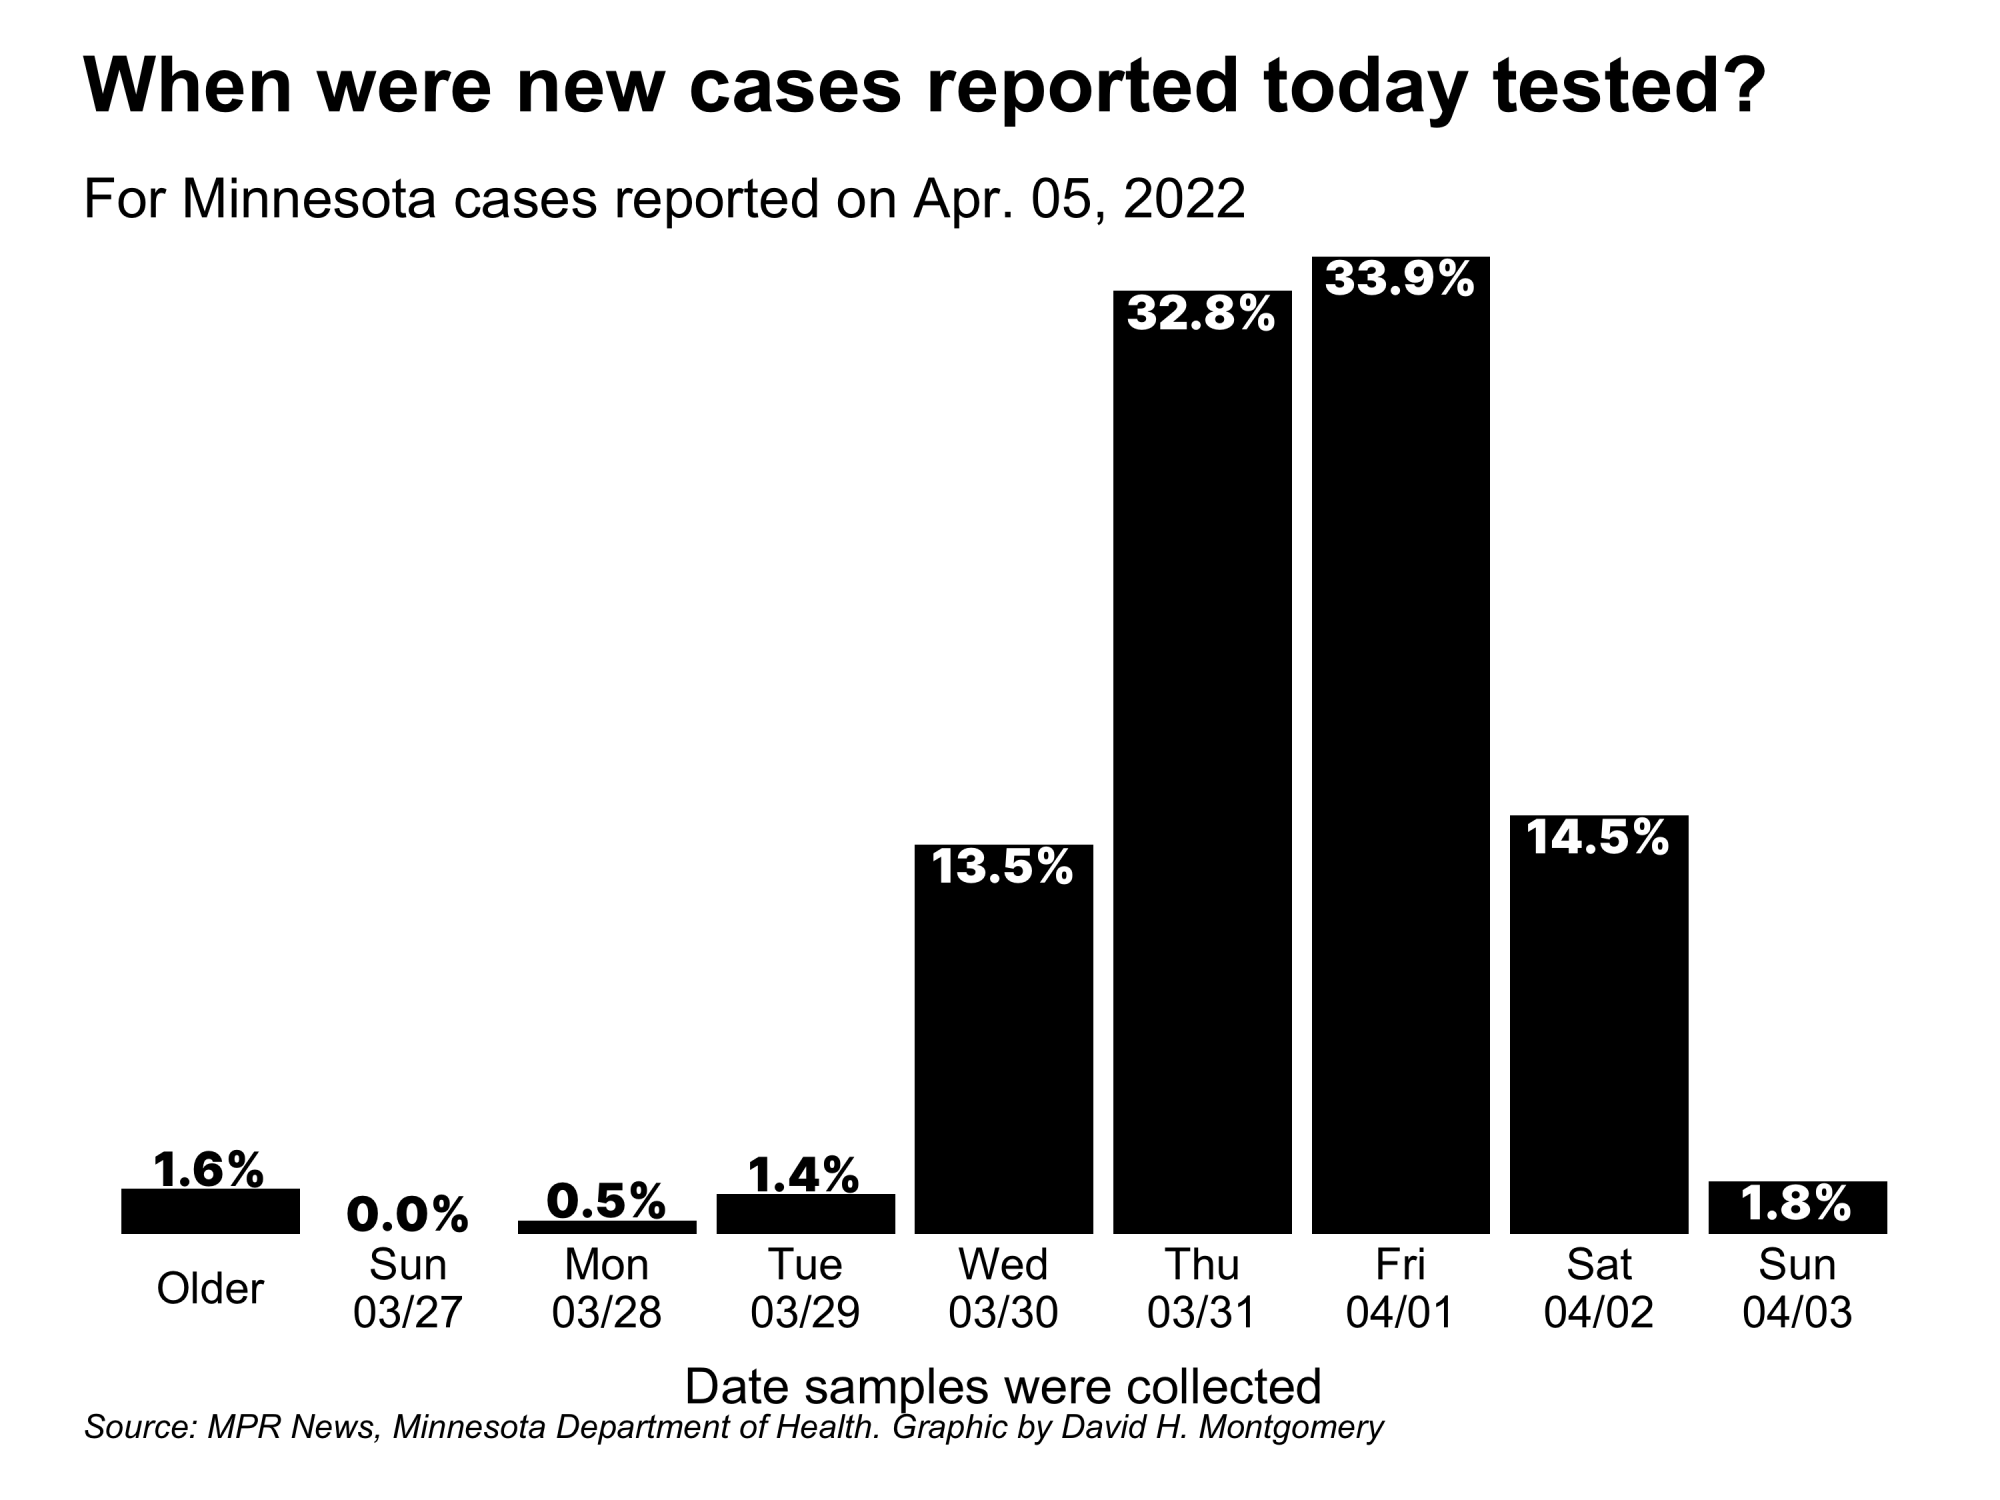 When were new cases reported today tested?
For Minnesota cases reported on Apr. 05, 2022
33.9%
32.8%
14.5%
13.5%
1.6%
1.4%
0.5%
0.0%
1.8%
Older
Sun
03/27
Mon
03/28
Tue
03/29
Wed
03/30
Thu
03/31
Fri
04/01
Sat
04/02
Sun
04/03
Date samples were collected
Source: MPR News, Minnesota Department of Health. Graphic by David H. Montgomery